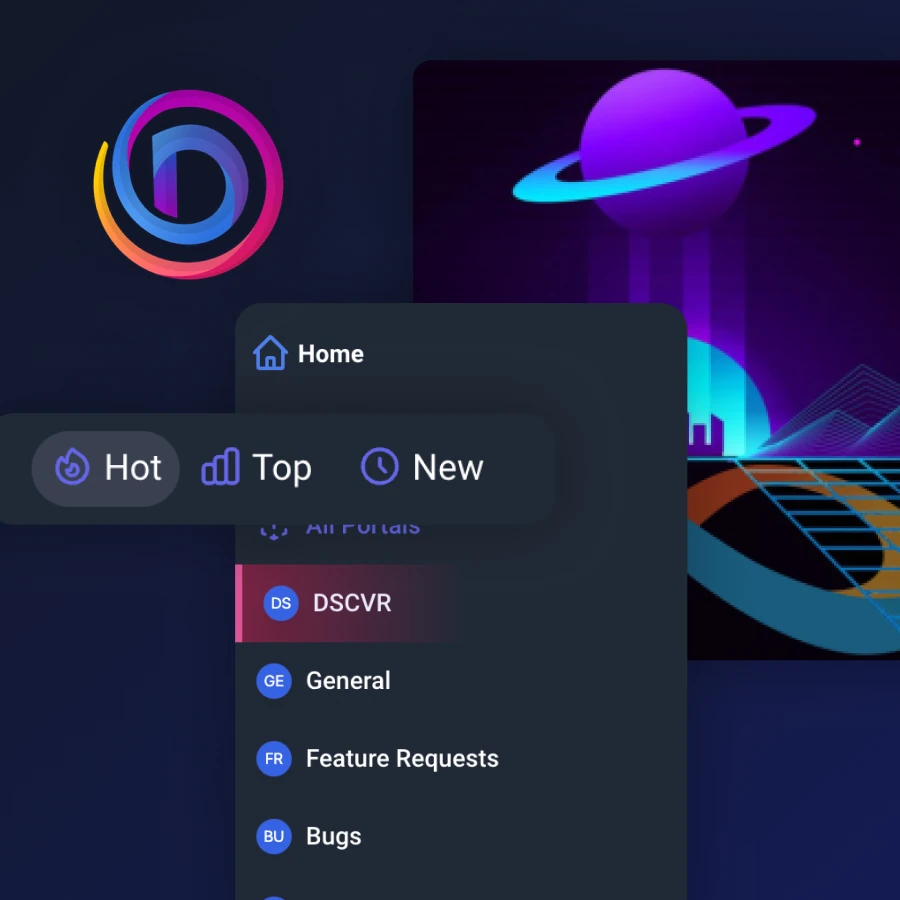 Home
Hot Top New
All Portals
DS DSCVR
GE General
FR Feature Requests
BU Bugs